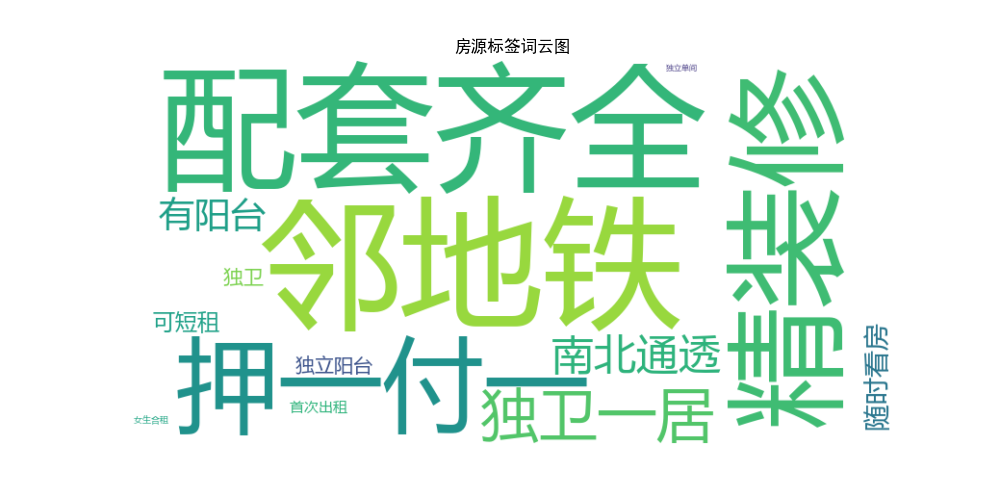 房源标签词云图
独立单间
配套齐全
精装修
有阳台
邻地铁
独卫
可短租
押一付一
独立阳台
南北通透
随时看房
首次出租
独卫一居
女生合租